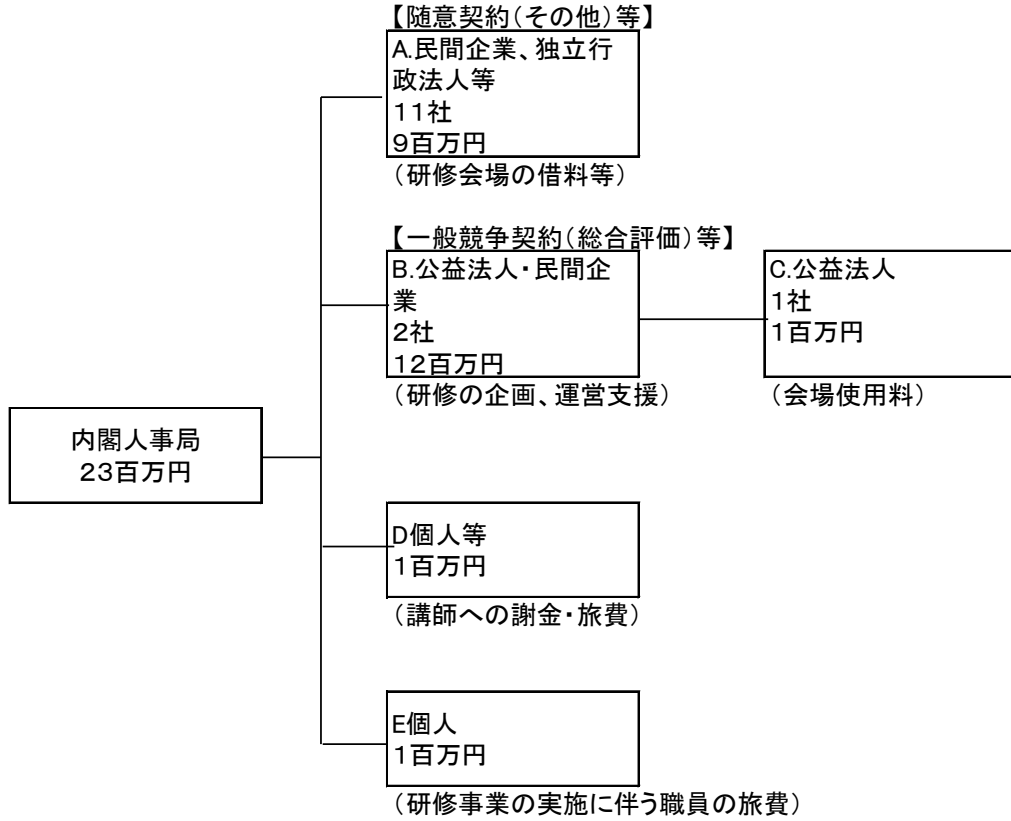 【随意契約(その他)等】
A.民間企業、独立行
政法人等
11社
9百万円
(研修会場の借料等)
【一般競争契約(総合評価)等】
B.公益法人・民間企
業
2社
12百万円
(研修の企画、運営支援)
C.公益法人
1社
1百万円
(会場使用料)
内閣人事局
23百万円
D個人等
1百万円
(講師への謝金・旅費)
E個人
1百万円
(研修事業の実施に伴う職員の旅費)